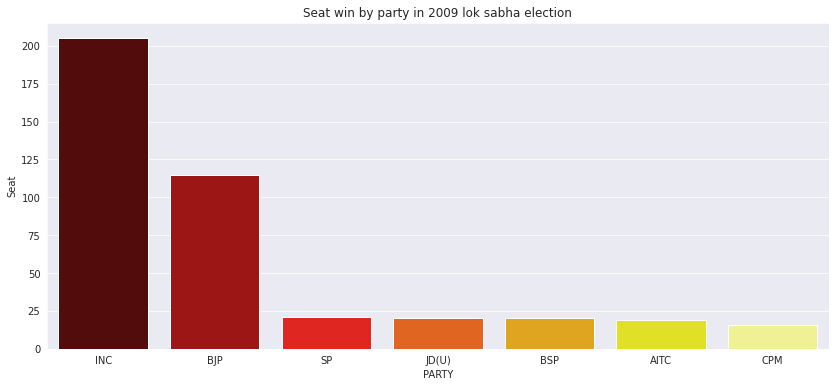 Seat win by party in 2009 lok sabha election
200
175
150
125
100
75
50
25
0
Seat
INC BJP SP JD(U) BSP AITC CPM
PARTY